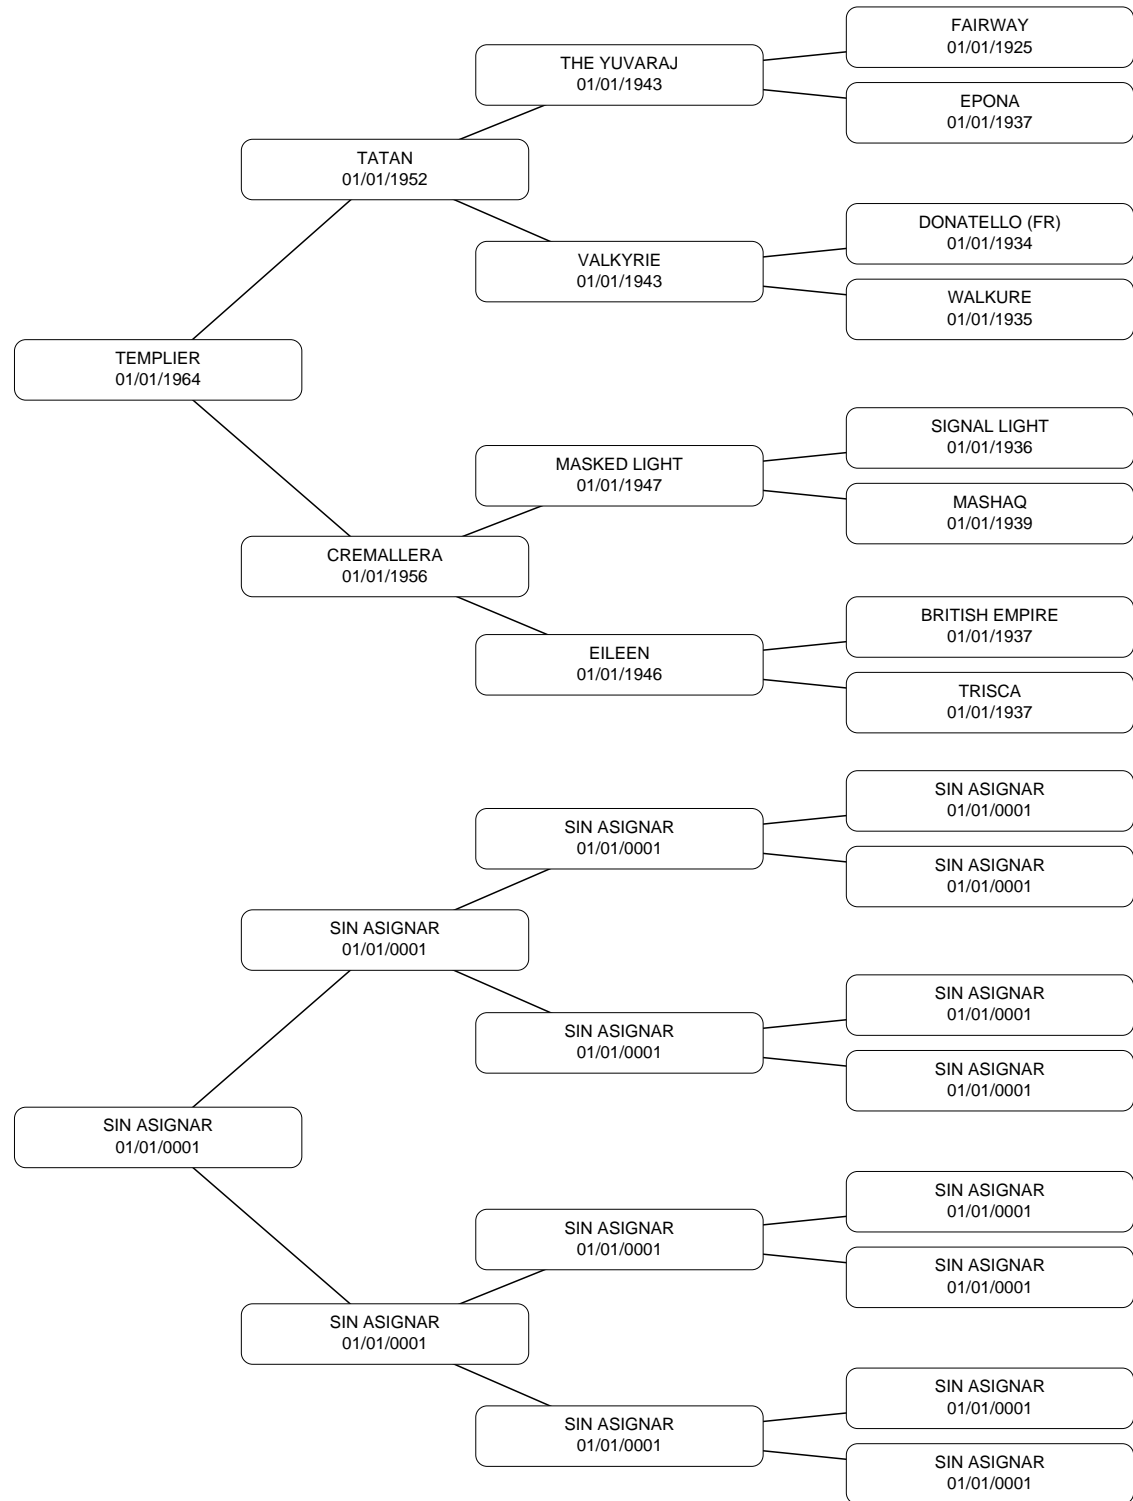 FAIRWAY
01/01/1925
THE YUVARAJ
01/01/1943
EPONA
01/01/1937
TATAN
01/01/1952
DONATELLO (FR)
01/01/1934
VALKYRIE
01/01/1943
WALKURE
01/01/1935
TEMPLIER
01/01/1964
SIGNAL LIGHT
01/01/1936
MASKED LIGHT
01/01/1947
MASHAQ
01/01/1939
CREMALLERA
01/01/1956
BRITISH EMPIRE
01/01/1937
EILEEN
01/01/1946
TRISCA
01/01/1937
SIN ASIGNAR
01/01/0001
SIN ASIGNAR
01/01/0001
SIN ASIGNAR
01/01/0001
SIN ASIGNAR
01/01/0001
SIN ASIGNAR
01/01/0001
SIN ASIGNAR
01/01/0001
SIN ASIGNAR
01/01/0001
SIN ASIGNAR
01/01/0001
SIN ASIGNAR
01/01/0001
SIN ASIGNAR
01/01/0001
SIN ASIGNAR
01/01/0001
SIN ASIGNAR
01/01/0001
SIN ASIGNAR
01/01/0001
SIN ASIGNAR
01/01/0001
SIN ASIGNAR
01/01/0001